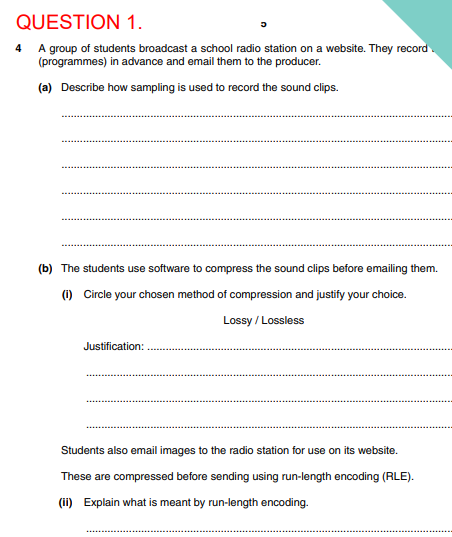 QUESTION 1.
4 A group of students broadcast a school radio station on a website. They record
(programmes) in advance and email them to the producer.
(a) Describe how sampling is used to record the sound clips.
(b) The students use software to compress the sound clips before emailing them.
(i) Circle your chosen method of compression and justify your choice.
Lossy / Lossless
Justification:
Students also email images to the radio station for use on its website.
These are compressed before sending using run-length encoding (RLE).
(ii) Explain what is meant by run-length encoding.